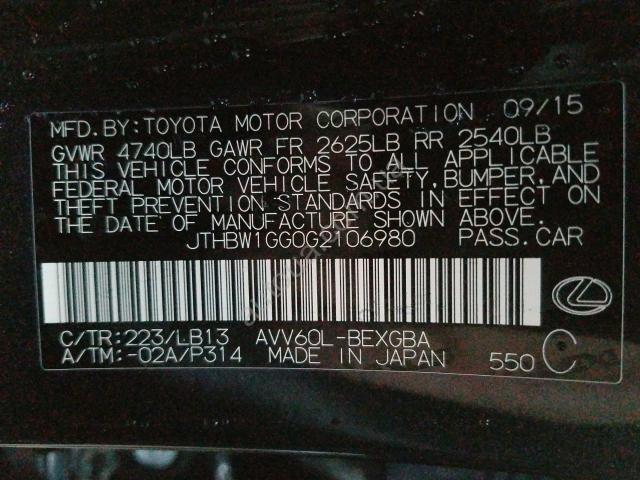 MFD.BY:TOYOTA MOTOR CORPORATION 09/15
GVWR 4740LB GAWR FR 2625LB RR 2540LB
THIS VEHICLE CONFORMS TO ALL APPLICABLE
FEDERAL MOTOR VEHICLE SAFETY,BUMPER,AND
THEFT PREVENTION STANDARDS IN EFFECT ON
THE DATE OF MANUFACTURE SHOWN ABOVE.
JTHBW1GG0G2106980 PASS.CAR
C/TR:223/LB13 AVV60L-BEXGBA
A/TM:-02A/P314 MADE IN JAPAN 550 C